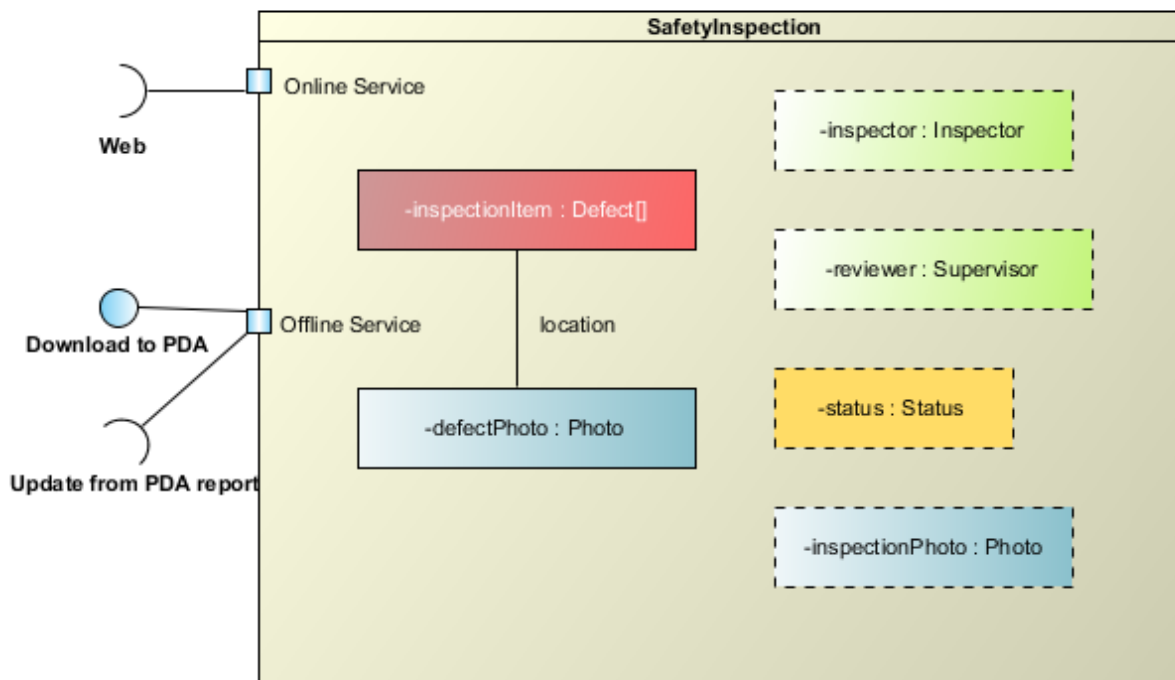 SafetyInspection
Online Service
Web
-inspector : Inspector
-inspectionItem : Defect[]
-reviewer : Supervisor
Download to PDA
Offline Service
location
-status : Status
-defectPhoto : Photo
Update from PDA report
-inspectionPhoto : Photo